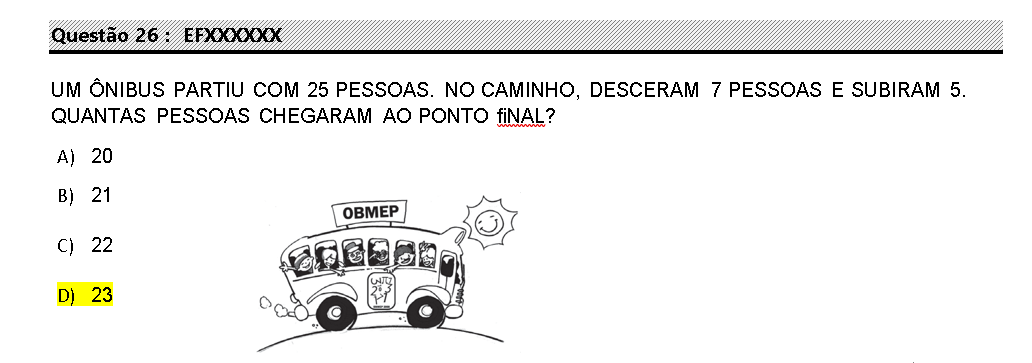 Questão 26 : EFXXXXXX
UM ÔNIBUS PARTIU COM 25 PESSOAS. NO CAMINHO, DESCERAM 7 PESSOAS E SUBIRAM 5.
QUANTAS PESSOAS CHEGARAM AO PONTO fiNAL?
A) 20
B) 21
OBMEP
C) 22
D) 23